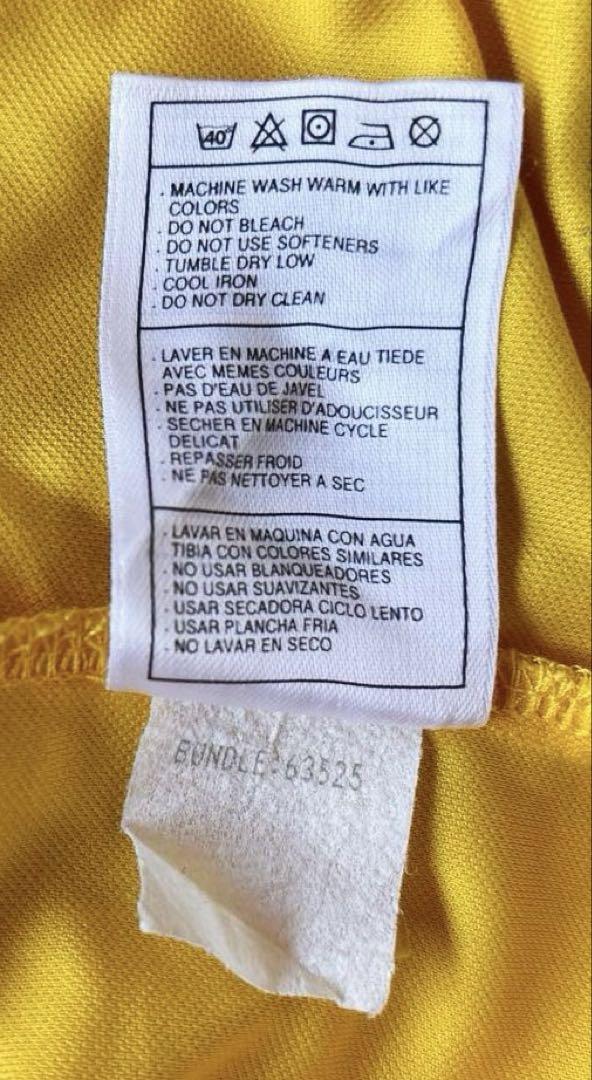 40°
. MACHINE WASH WARM WITH LIKE
COLORS
. DO NOT BLEACH
. DO NOT USE SOFTENERS
. TUMBLE DRY LOW
. COOL IRON
. DO NOT DRY CLEAN
. LAVER EN MACHINE A EAU TIEDE
AVEC MEMES COULEURS
. PAS D'EAU DE JAVEL
. NE PAS UTILISER D'ADOUCISSEUR
. SECHER EN MACHINE CYCLE
DELICAT
. REPASSER FROID
. NE PAS NETTOYER A SEC
. LAVAR EN MAQUINA CON AGUA
TIBIA CON COLORES SIMILARES
. NO USAR BLANQUEADORES
. NO USAR SUAVIZANTES
. USAR SECADORA CICLO LENTO
. USAR PLANCHA FRIA
. NO LAVAR EN SECO
BUNDLE:63525